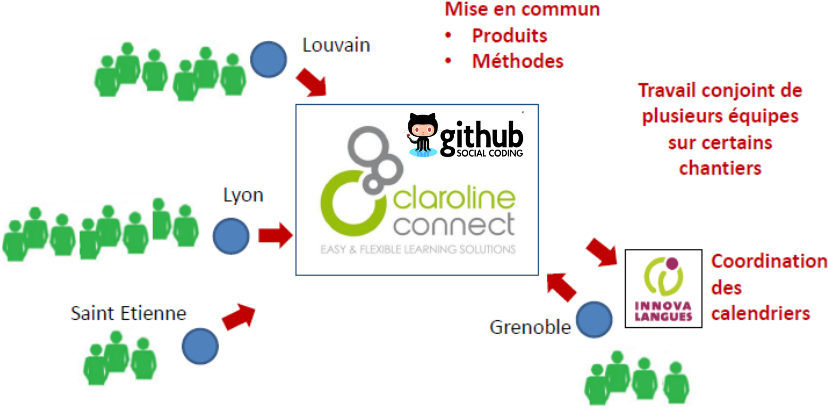 Mise en commun
• Produits
• Méthodes
Louvain
Travail conjoint de
plusieurs équipes
sur certains
chantiers
github
SOCIAL CODING
claroline
connect
EASY & FLEXIBLE LEARNING SOLUTIONS
Lyon
Saint Etienne
Grenoble
INNOVA
LANGUES
Coordination
des
calendriers